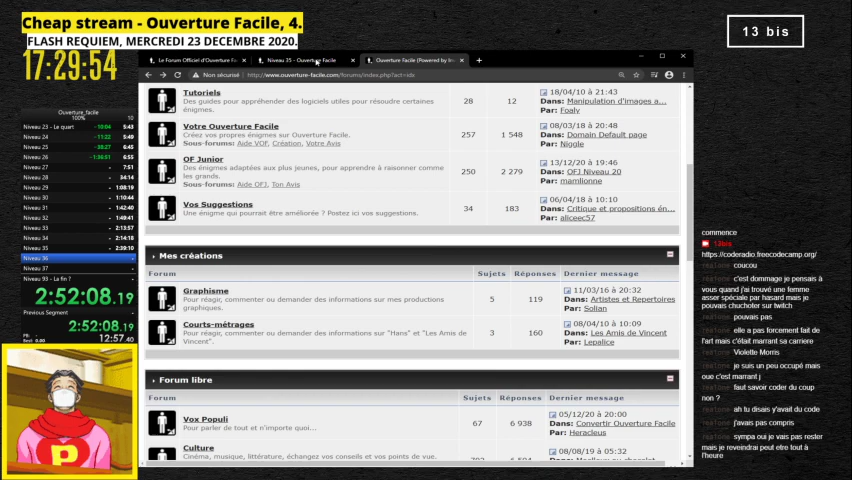 Cheap stream - Ouverture Facile, 4.
FLASH REQUIEM, MERCREDI 23 DECEMBRE 2020.
17:29:54
13 bis
Ouverture_facile
100% 10
Niveau 23 - Le quart - 10:04 5:43
Niveau 24 - 11:22 5:49
Niveau 25 - 38:27 6:45
Niveau 26 - 1:36:51 6:55
Niveau 27 - 7:51
Niveau 28 - 34:14
Niveau 29 - 1:08:19
Niveau 30 - 1:10:44
Niveau 31 - 1:42:40
Niveau 32 - 1:49:41
Niveau 33 - 2:13:57
Niveau 34 - 2:14:18
Niveau 35 - 2:39:10
Niveau 36 -
Niveau 37 -
Niveau 93 - La fin ? -
2:52:08.19
Previous Segment -
2:52:08.19
PB: -
Best: 0.00 12:57.40
P
Le Forum Officiel d'Ouverture Fa
Niveau 35 - Ouverture Facile
Ouverture Facile (Powered by In
Non sécurisé | http://www.ouverture-facile.com/forums/index.php?act=idx
Tutoriels
Des guides pour appréhender des logiciels utiles pour résoudre certaines
énigmes.
28 12
18/04/10 à 21:43
Dans: Manipulation d'images a...
Par: Foaly
Votre Ouverture Facile
Créez vos propres énigmes sur Ouverture Facile.
Sous-forums: Aide VOF, Création, Votre Avis
257 1 548
08/03/18 à 20:48
Dans: Domain Default page
Par: Niggle
OF Junior
Des énigmes adaptées aux plus jeunes, pour apprendre à raisonner comme
les grands.
Sous-forums: Aide OFJ, Ton Avis
250 2 279
13/12/20 à 19:46
Dans: OFJ Niveau 20
Par: mamlionne
Vos Suggestions
Une énigme qui pourrait être améliorée ? Postez ici vos suggestions.
34 183
06/04/18 à 10:10
Dans: Critique et propositions én...
Par: aliceec57
Mes créations
Forum Sujets Réponses Dernier message
Graphisme
Pour réagir, commenter ou demander des informations sur mes productions
graphiques.
5 119
11/03/16 à 20:32
Dans: Artistes et Repertoires
Par: Solian
Courts-métrages
Pour réagir, commenter ou demander des informations sur "Hans" et "Les Amis de
Vincent".
3 160
08/04/10 à 10:09
Dans: Les Amis de Vincent
Par: Lepalice
Forum libre
Forum Sujets Réponses Dernier message
Vox Populi
Pour parler de tout et n'importe quoi...
67 6 938
05/12/20 à 20:00
Dans: Convertir Ouverture Facile
Par: Heracleus
Culture
Cinéma, musique, littérature, échangez vos conseils et vos points de vue.
08/08/19 à 05:32
commence
13bis
https://coderadio.freecodecamp.org/
coucou
c'est dommage je pensais à
vous quand j'ai trouvé une femme
asser spéciale par hasard mais je
pouvais chuchoter sur twitch
pouvais pas
elle a pas forcement fait de
l'art mais c'était marrant sa carriere
Violette Morris
je suis un peu occupé mais
oue c'est marrant j
faut savoir coder du coup
non ?
ah tu disais y'avait du code
j'avais pas compris
sympa oui je vais pas rester
mais je reveindrai peut etre tout à
l'heure